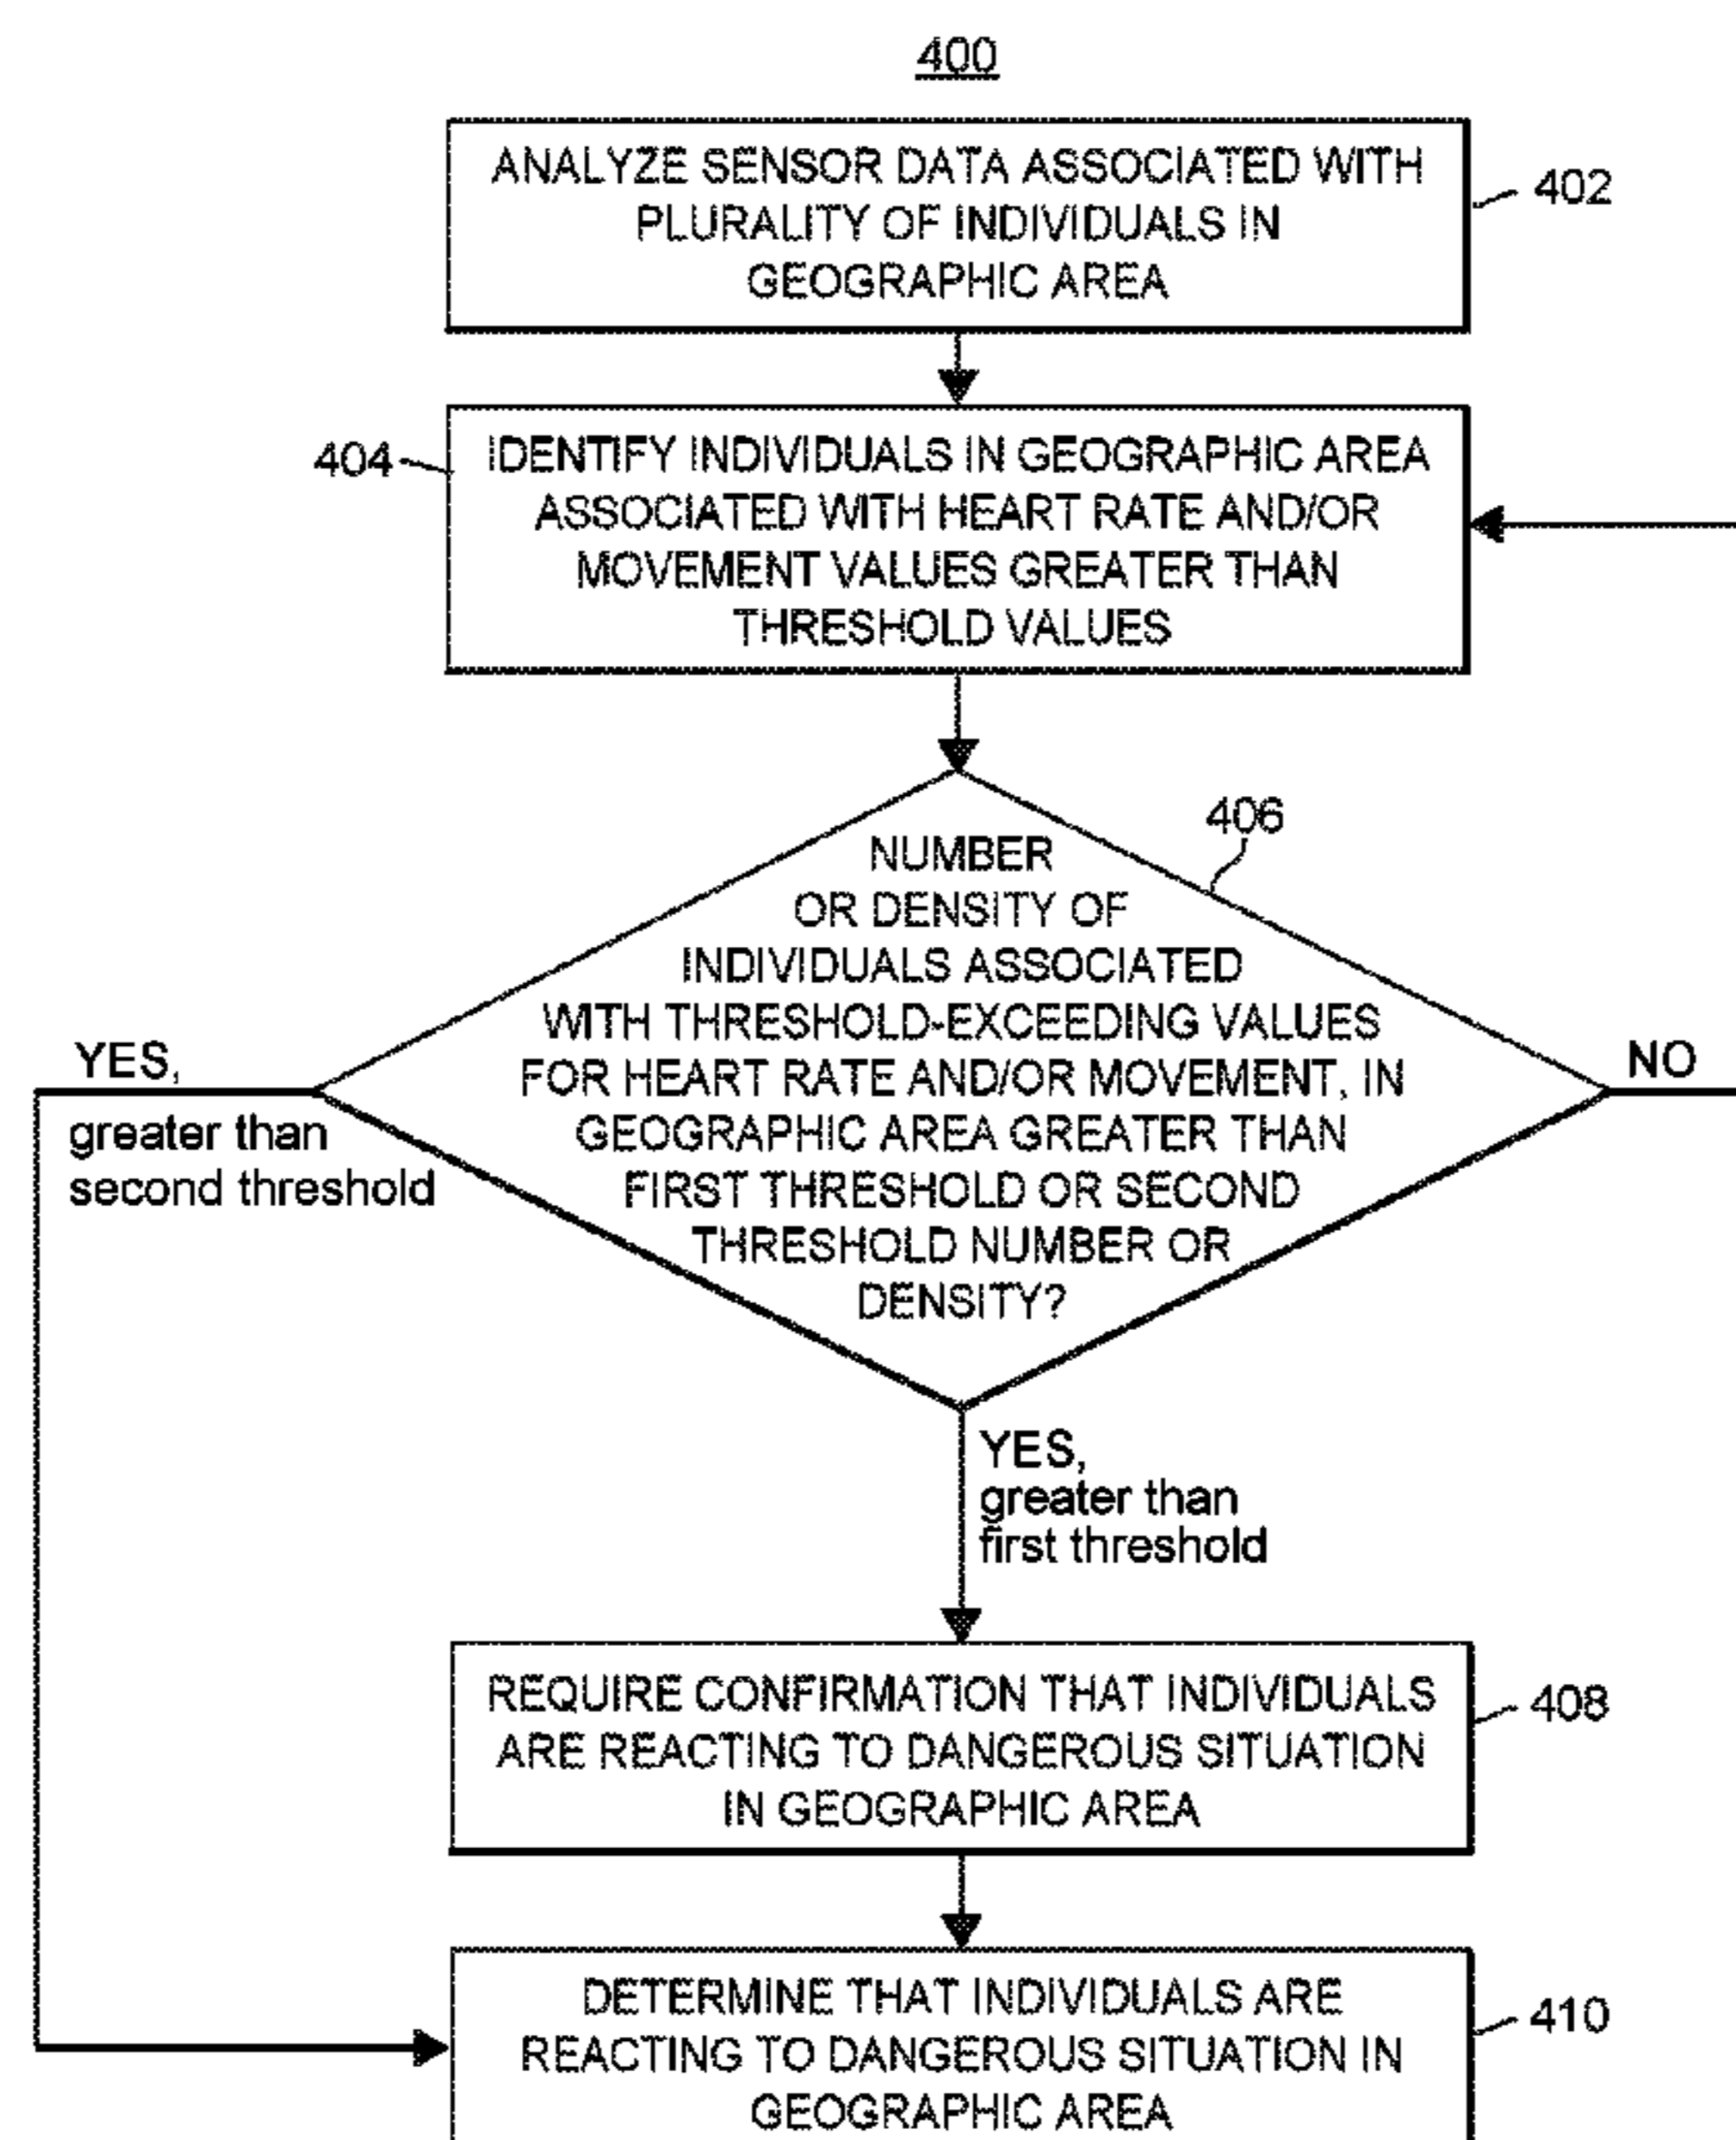 400
ANALYZE SENSOR DATA ASSOCIATED WITH
PLURALITY OF INDIVIDUALS IN
GEOGRAPHIC AREA
402
404
IDENTIFY INDIVIDUALS IN GEOGRAPHIC AREA
ASSOCIATED WITH HEART RATE AND/OR
MOVEMENT VALUES GREATER THAN
THRESHOLD VALUES
406
NUMBER
OR DENSITY OF
INDIVIDUALS ASSOCIATED
WITH THRESHOLD-EXCEEDING VALUES
FOR HEART RATE AND/OR MOVEMENT, IN
GEOGRAPHIC AREA GREATER THAN
FIRST THRESHOLD OR SECOND
THRESHOLD NUMBER OR
DENSITY?
YES,
greater than
second threshold
NO
YES,
greater than
first threshold
REQUIRE CONFIRMATION THAT INDIVIDUALS
ARE REACTING TO DANGEROUS SITUATION
IN GEOGRAPHIC AREA
408
DETERMINE THAT INDIVIDUALS ARE
REACTING TO DANGEROUS SITUATION IN
GEOGRAPHIC AREA
410